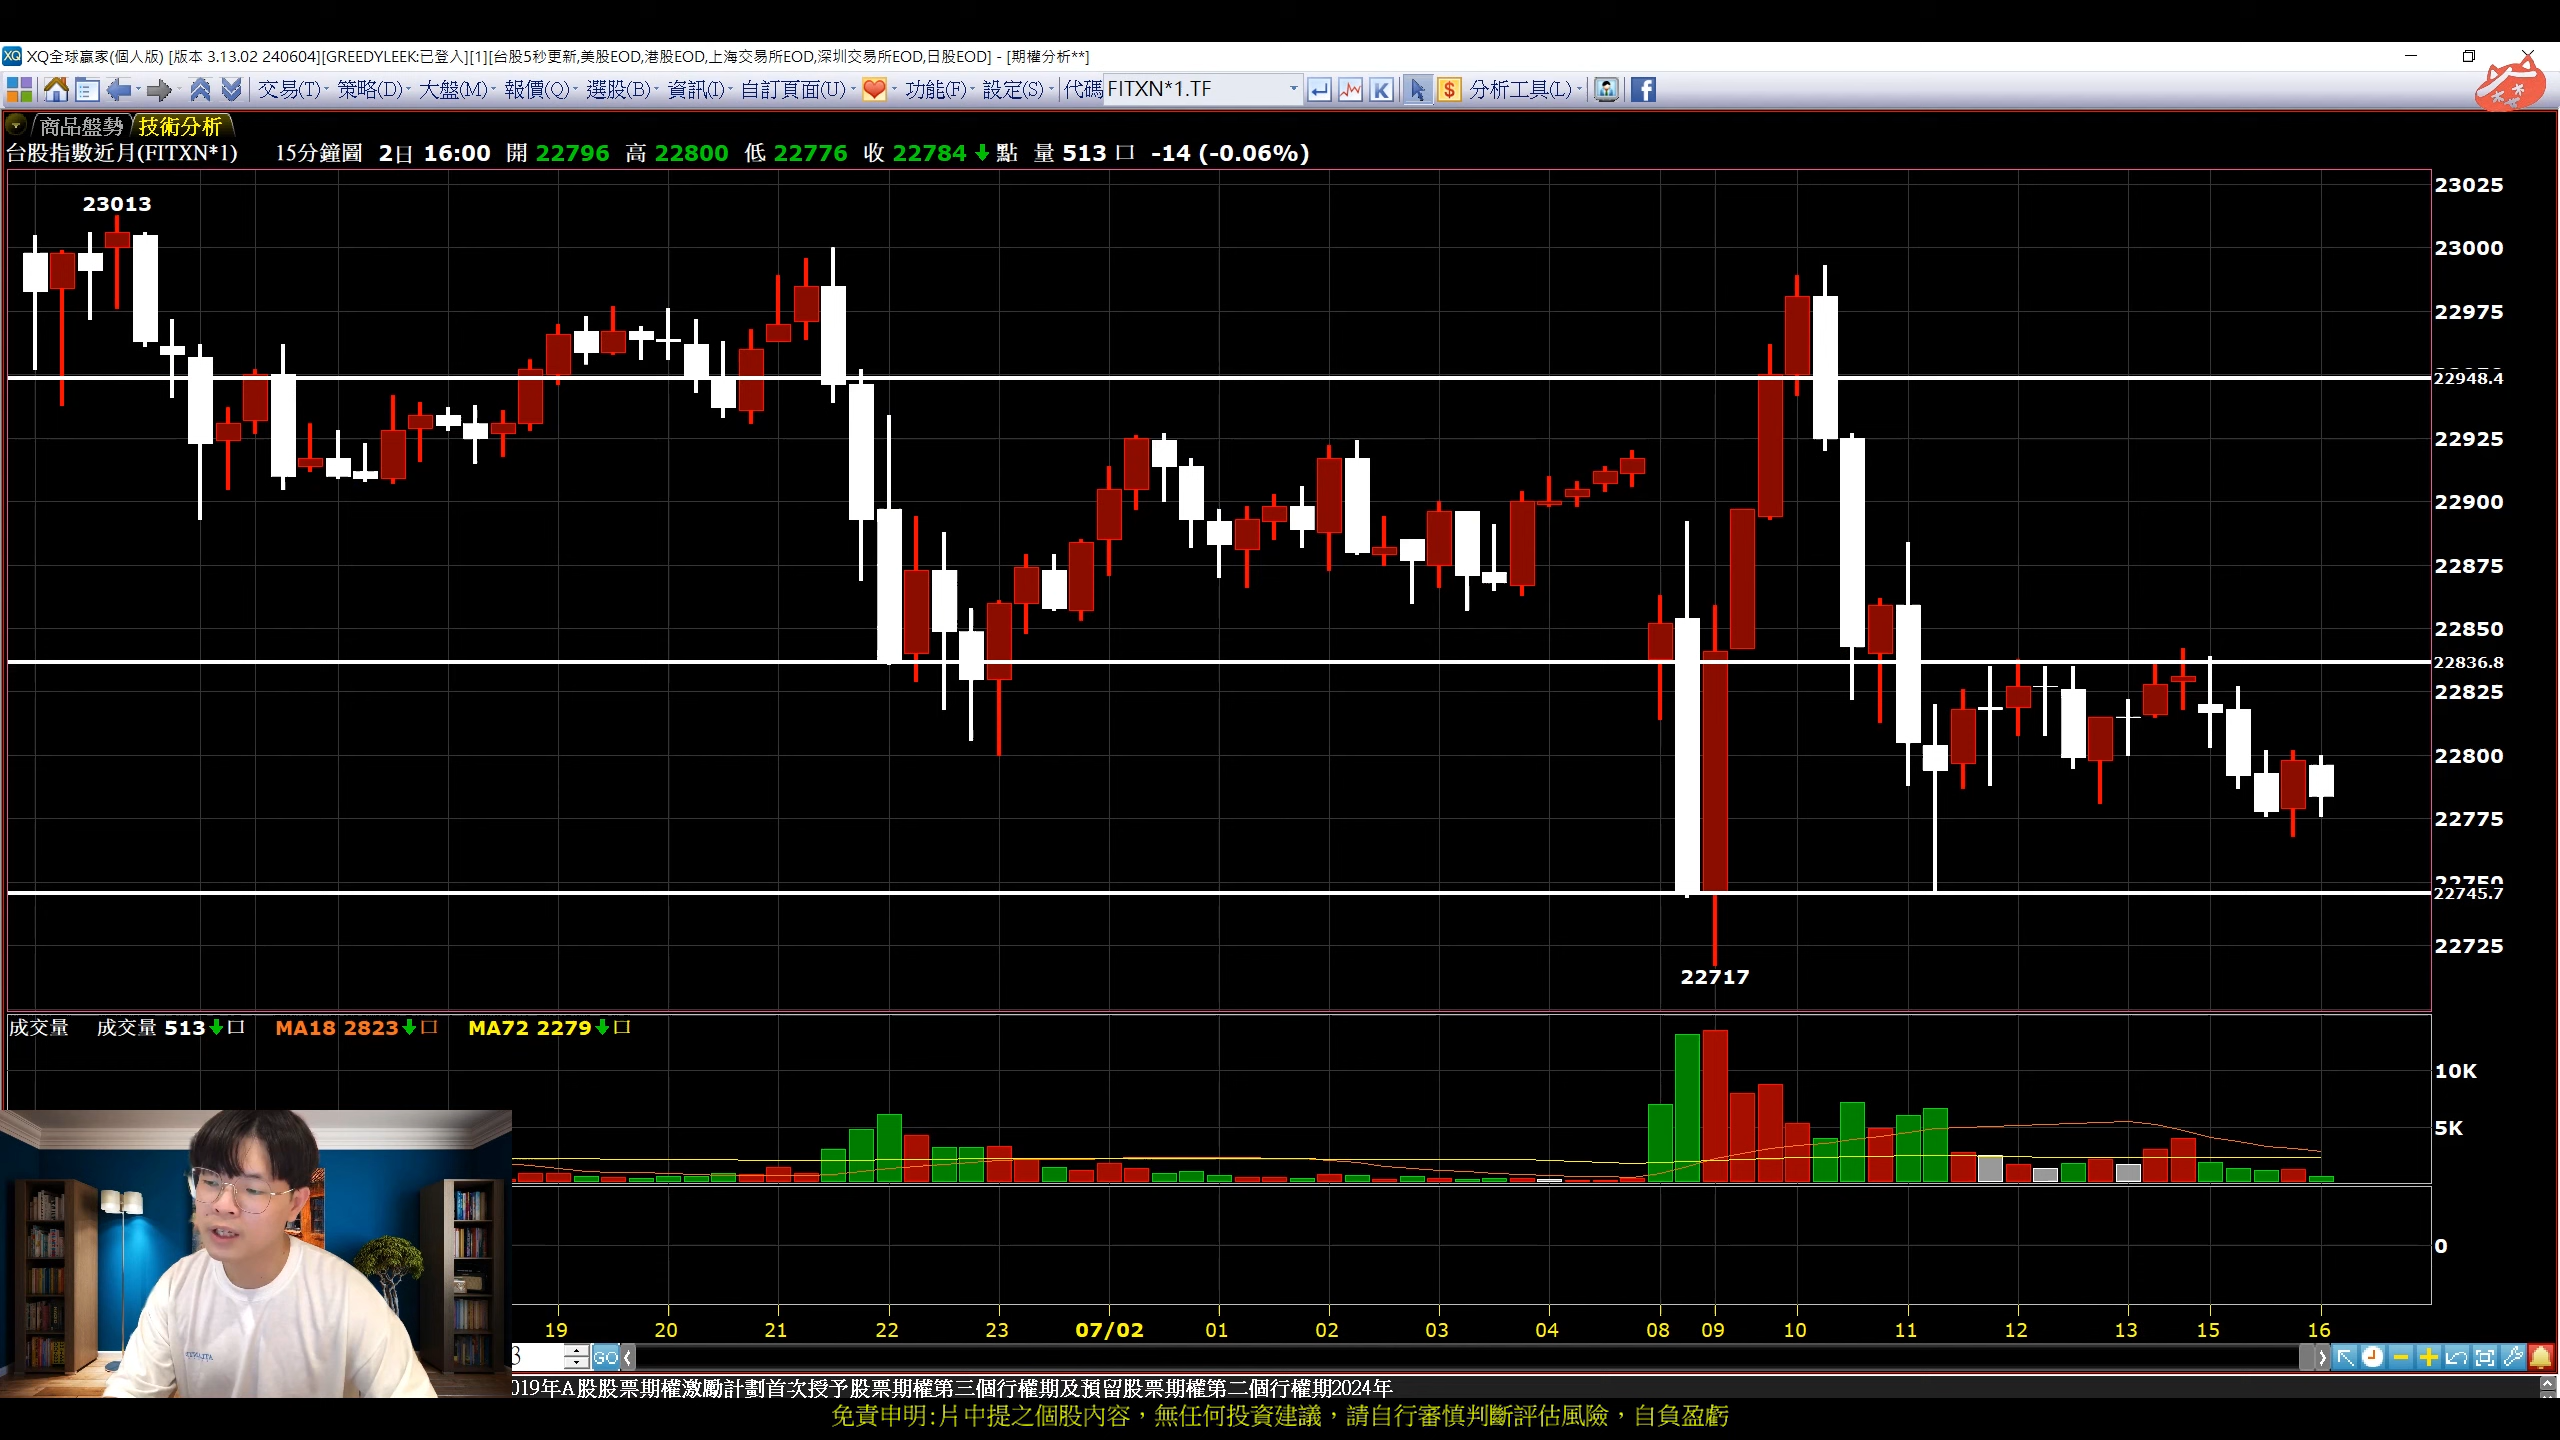 XQ全球贏家(個人版) [版本 3.13.02 240604][GREEDYLEEK:已登入][1][台股5秒更新,美股EOD,港股EOD,上海交易所EOD,深圳交易所EOD,日股EOD] - [期權分析**]
交易(T) 策略(D) 大盤(M) 報價(Q) 選股(B) 資訊(I) 自訂頁面(U) 功能(F) 設定(S) 代碼 FITXN*1.TF K $ 分析工具(L) f
商品盤勢 技術分析
台股指數近月(FITXN*1) 15分鐘圖 2日 16:00 開 22796 高 22800 低 22776 收 22784 點 量 513 口 -14 (-0.06%)
23025
23013
23000
22975
22948.4
22925
22900
22875
22850
22836.8
22825
22800
22775
22750
22745.7
22725
22717
成交量 成交量 513 口 MA18 2823 口 MA72 2279 口
10K
5K
0
19 20 21 22 23 07/02 01 02 03 04 08 09 10 11 12 13 15 16
3 GO
019年A股股票期權激勵計劃首次授予股票期權第三個行權期及預留股票期權第二個行權期2024年
免責申明:片中提之個股內容，無任何投資建議，請自行審慎判斷評估風險，自負盈虧